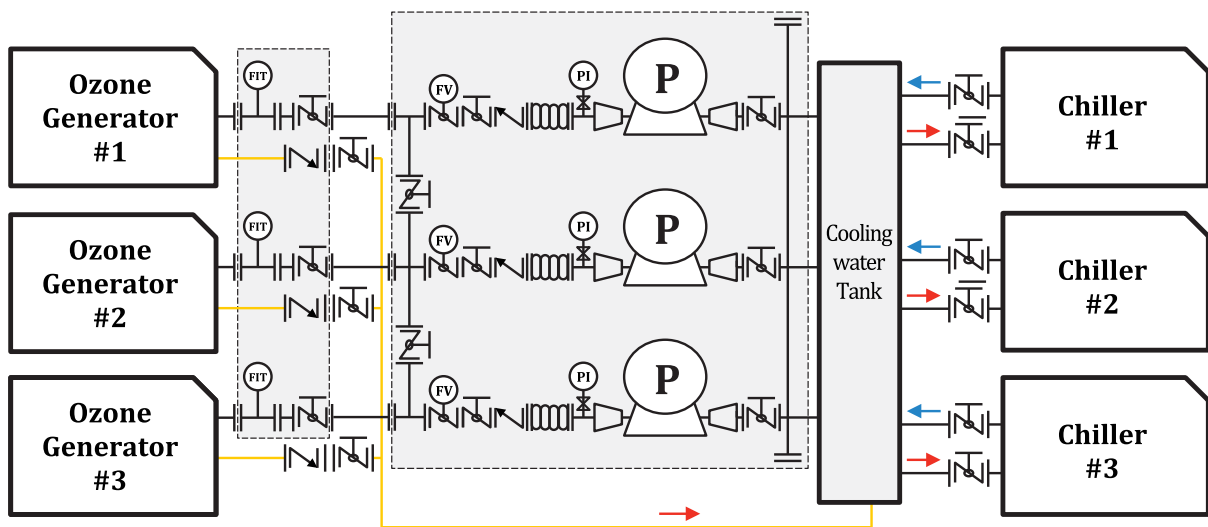 Ozone
Generator
#1
FIT
FV
PI
P
Chiller
#1
Ozone
Generator
#2
FIT
FV
PI
P
Cooling
water
Tank
Chiller
#2
Ozone
Generator
#3
FIT
FV
PI
P
Chiller
#3